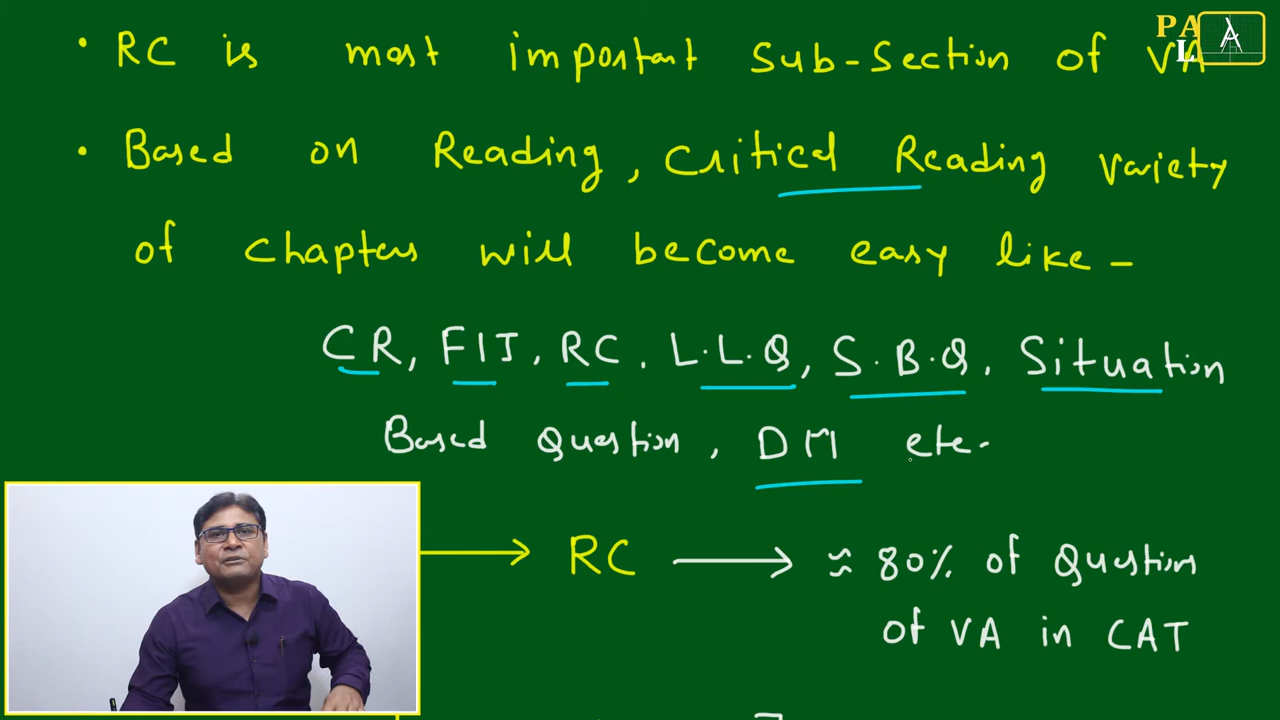 PA
L
• RC is most important Sub-Section of VA
• Based on Reading, Critical Reading variety
of chapters will become easy like -
CR, FIJ, RC, L.L.Q, S.B.Q, Situation
Based Question, DM etc.
→ RC → ≈ 80% of Question
of VA in CAT